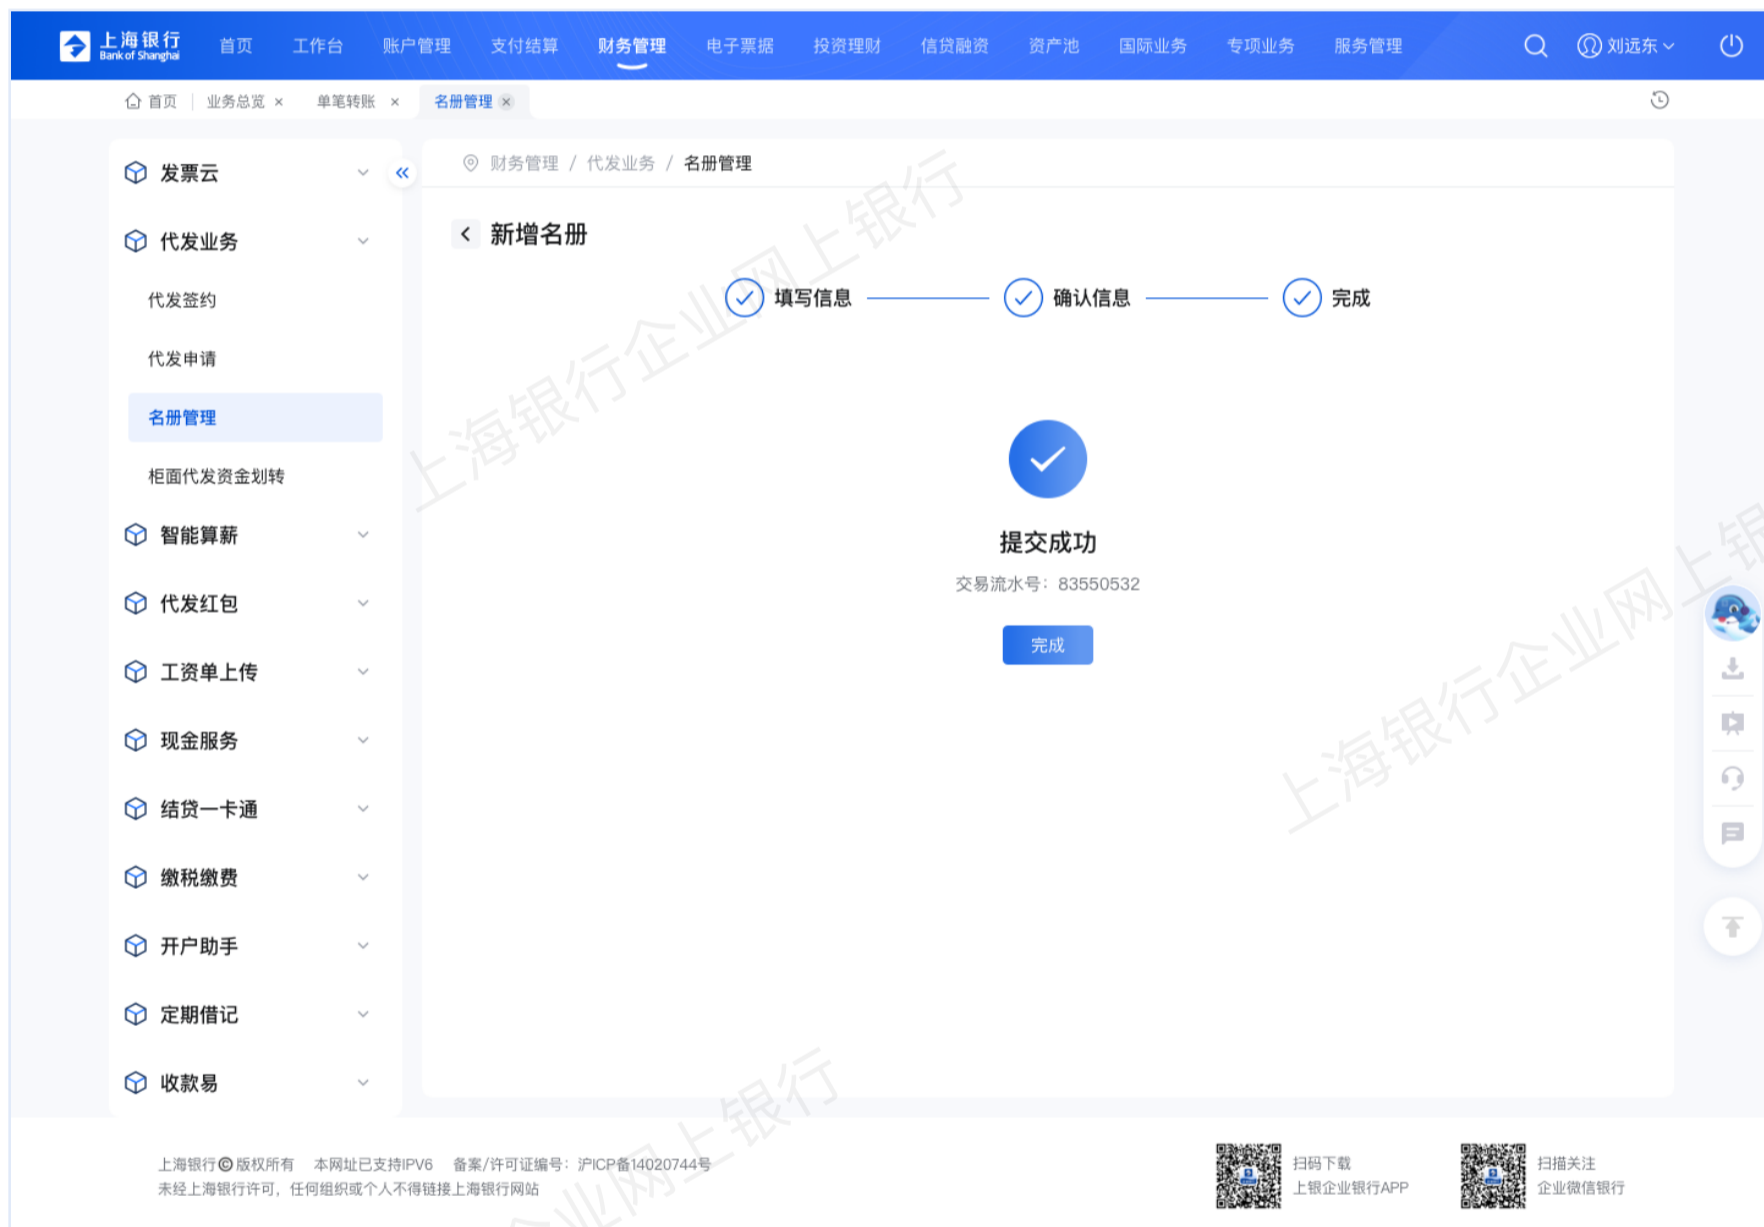 上海银行
Bank of Shanghai
首页 工作台 账户管理 支付结算 财务管理 电子票据 投资理财 信贷融资 资产池 国际业务 专项业务 服务管理
刘远东
首页 业务总览 × 单笔转账 × 名册管理 ×
发票云
代发业务
代发签约
代发申请
名册管理
柜面代发资金划转
智能算薪
代发红包
工资单上传
现金服务
结贷一卡通
缴税缴费
开户助手
定期借记
收款易
财务管理 / 代发业务 / 名册管理
新增名册
填写信息 确认信息 完成
提交成功
交易流水号：83550532
完成
上海银行企业网上银行
上海银行企业网上银
企业网上银行
上海银行©版权所有 本网址已支持IPV6 备案/许可证编号：沪ICP备14020744号
未经上海银行许可，任何组织或个人不得链接上海银行网站
扫码下载
上银企业银行APP
扫描关注
企业微信银行